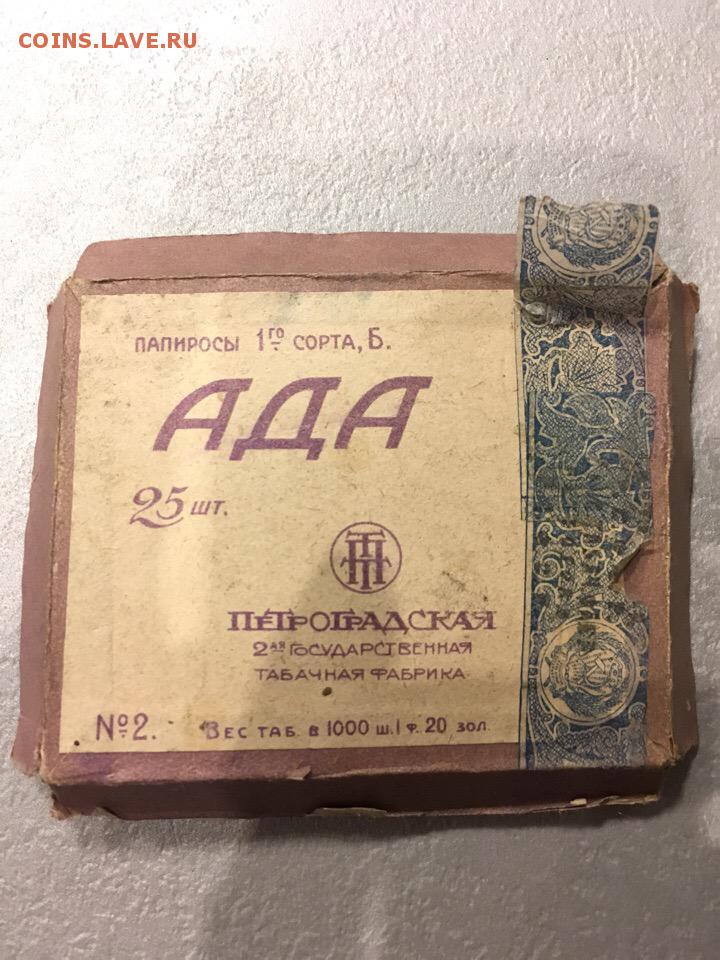 COINS.LAVE.RU
ПАПИРОСЫ 1го СОРТА, Б.
АДА
25 шт.
ПЕТРОГРАДСКАЯ
2ая ГОСУДАРСТВЕННАЯ
ТАБАЧНАЯ ФАБРИКА
№2. ВЕС ТАБ. В 1000 Ш. 1 Ф. 20 ЗОЛ.